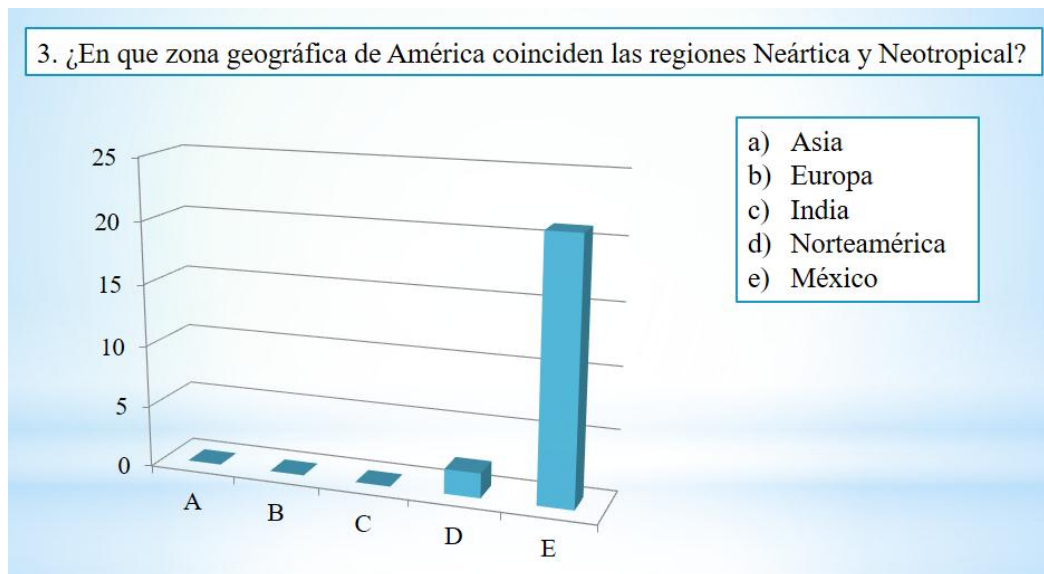 3. ¿En que zona geográfica de América coinciden las regiones Neártica y Neotropical?
a) Asia
b) Europa
c) India
d) Norteamérica
e) México
25
20
15
10
5
0
A
B
C
D
E